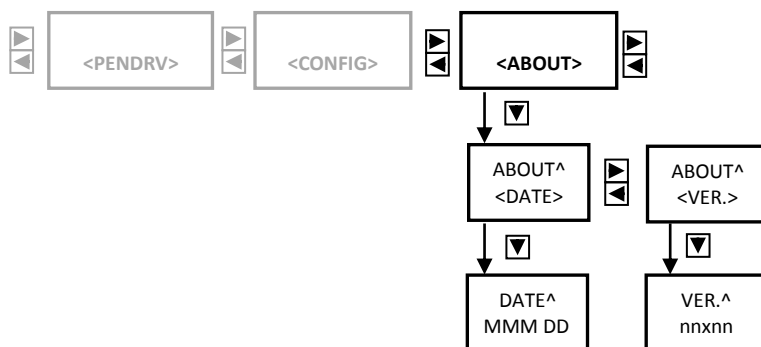 <PENDRV>
<CONFIG>
<ABOUT>
ABOUT^
<DATE>
ABOUT^
<VER.>
DATE^
MMM DD
VER.^
nnxnn